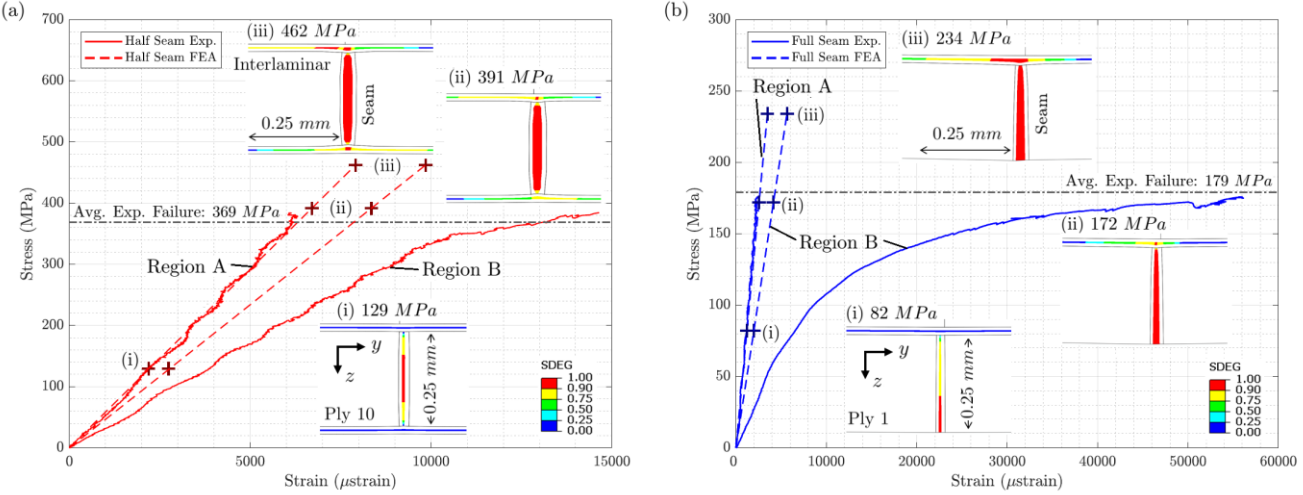 (a)
700
600
500
400
300
200
100
0
0
5000
10000
15000
Stress (MPa)
Strain (μstrain)
Half Seam Exp.
Half Seam FEA
(iii) 462 MPa
Interlaminar
Seam
0.25 mm
(ii) 391 MPa
(iii)
(ii)
Avg. Exp. Failure: 369 MPa
Region A
Region B
(i)
(i) 129 MPa
y
z
0.25 mm
Ply 10
SDEG
1.00
0.90
0.75
0.50
0.25
0.00
(b)
300
250
200
150
100
50
0
0
10000
20000
30000
40000
50000
60000
Stress (MPa)
Strain (μstrain)
Full Seam Exp.
Full Seam FEA
Region A
(iii) 234 MPa
(iii)
0.25 mm
Seam
Avg. Exp. Failure: 179 MPa
(ii)
Region B
(ii) 172 MPa
(i)
(i) 82 MPa
y
z
0.25 mm
Ply 1
SDEG
1.00
0.90
0.75
0.50
0.25
0.00